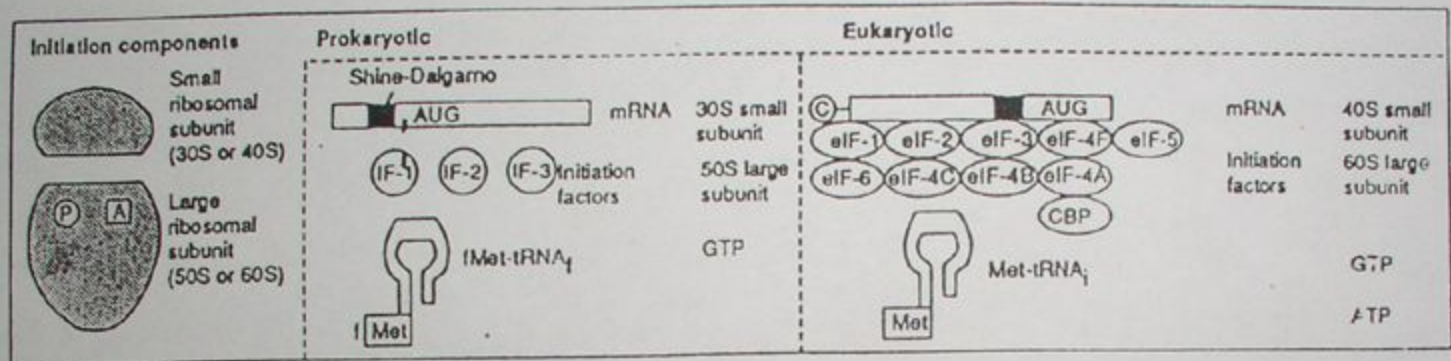 Initiation components
Small
ribosomal
subunit
(30S or 40S)
P
A
Large
ribosomal
subunit
(50S or 60S)
Prokaryotic
Shine-Dalgarno
AUG
mRNA
30S small
subunit
IF-1
IF-2
IF-3
Initiation
factors
50S large
subunit
fMet-tRNAf
GTP
f Met
Eukaryotic
C
AUG
mRNA
40S small
subunit
eIF-1
eIF-2
eIF-3
eIF-4F
eIF-5
eIF-6
eIF-4C
eIF-4B
eIF-4A
Initiation
factors
60S large
subunit
CBP
Met-tRNAi
GTP
Met
ATP